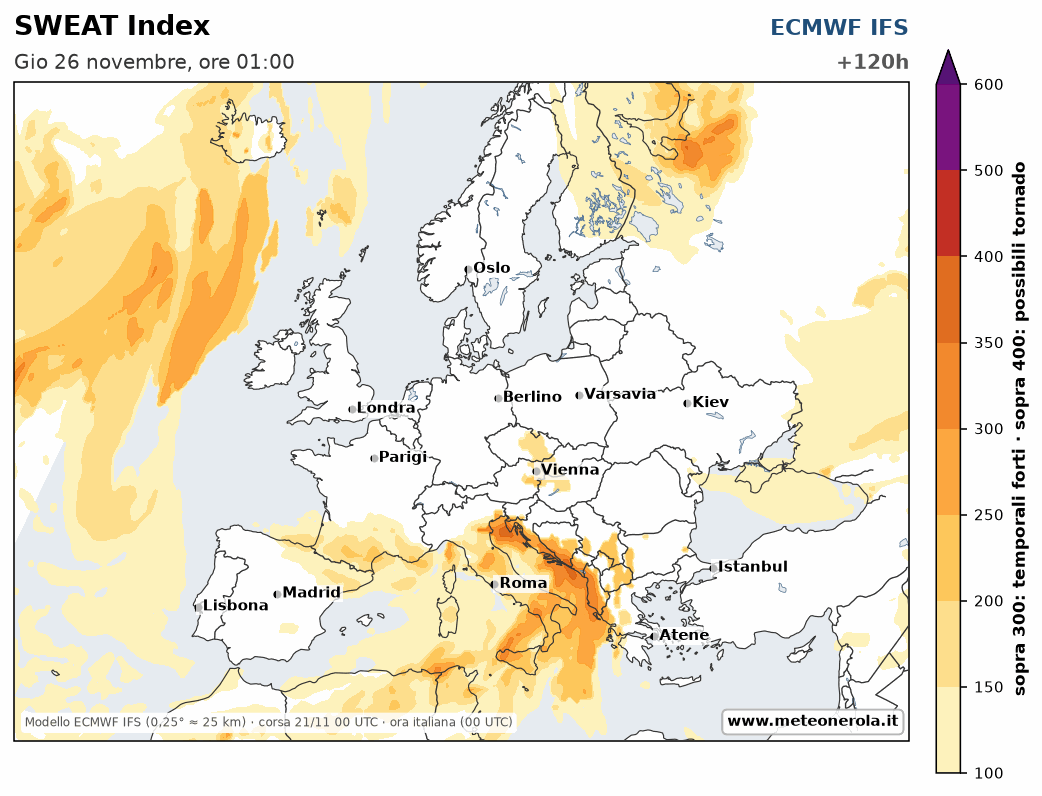 SWEAT Index
ECMWF IFS
Gio 26 novembre, ore 01:00
+120h
Oslo
Londra
Berlino
Varsavia
Kiev
Parigi
Vienna
Istanbul
Roma
Madrid
Lisbona
Atene
Modello ECMWF IFS (0,25° ≈ 25 km) · corsa 21/11 00 UTC · ora italiana (00 UTC)
www.meteonerola.it
600
500
400
350
300
250
200
150
100
sopra 300: temporali forti · sopra 400: possibili tornado